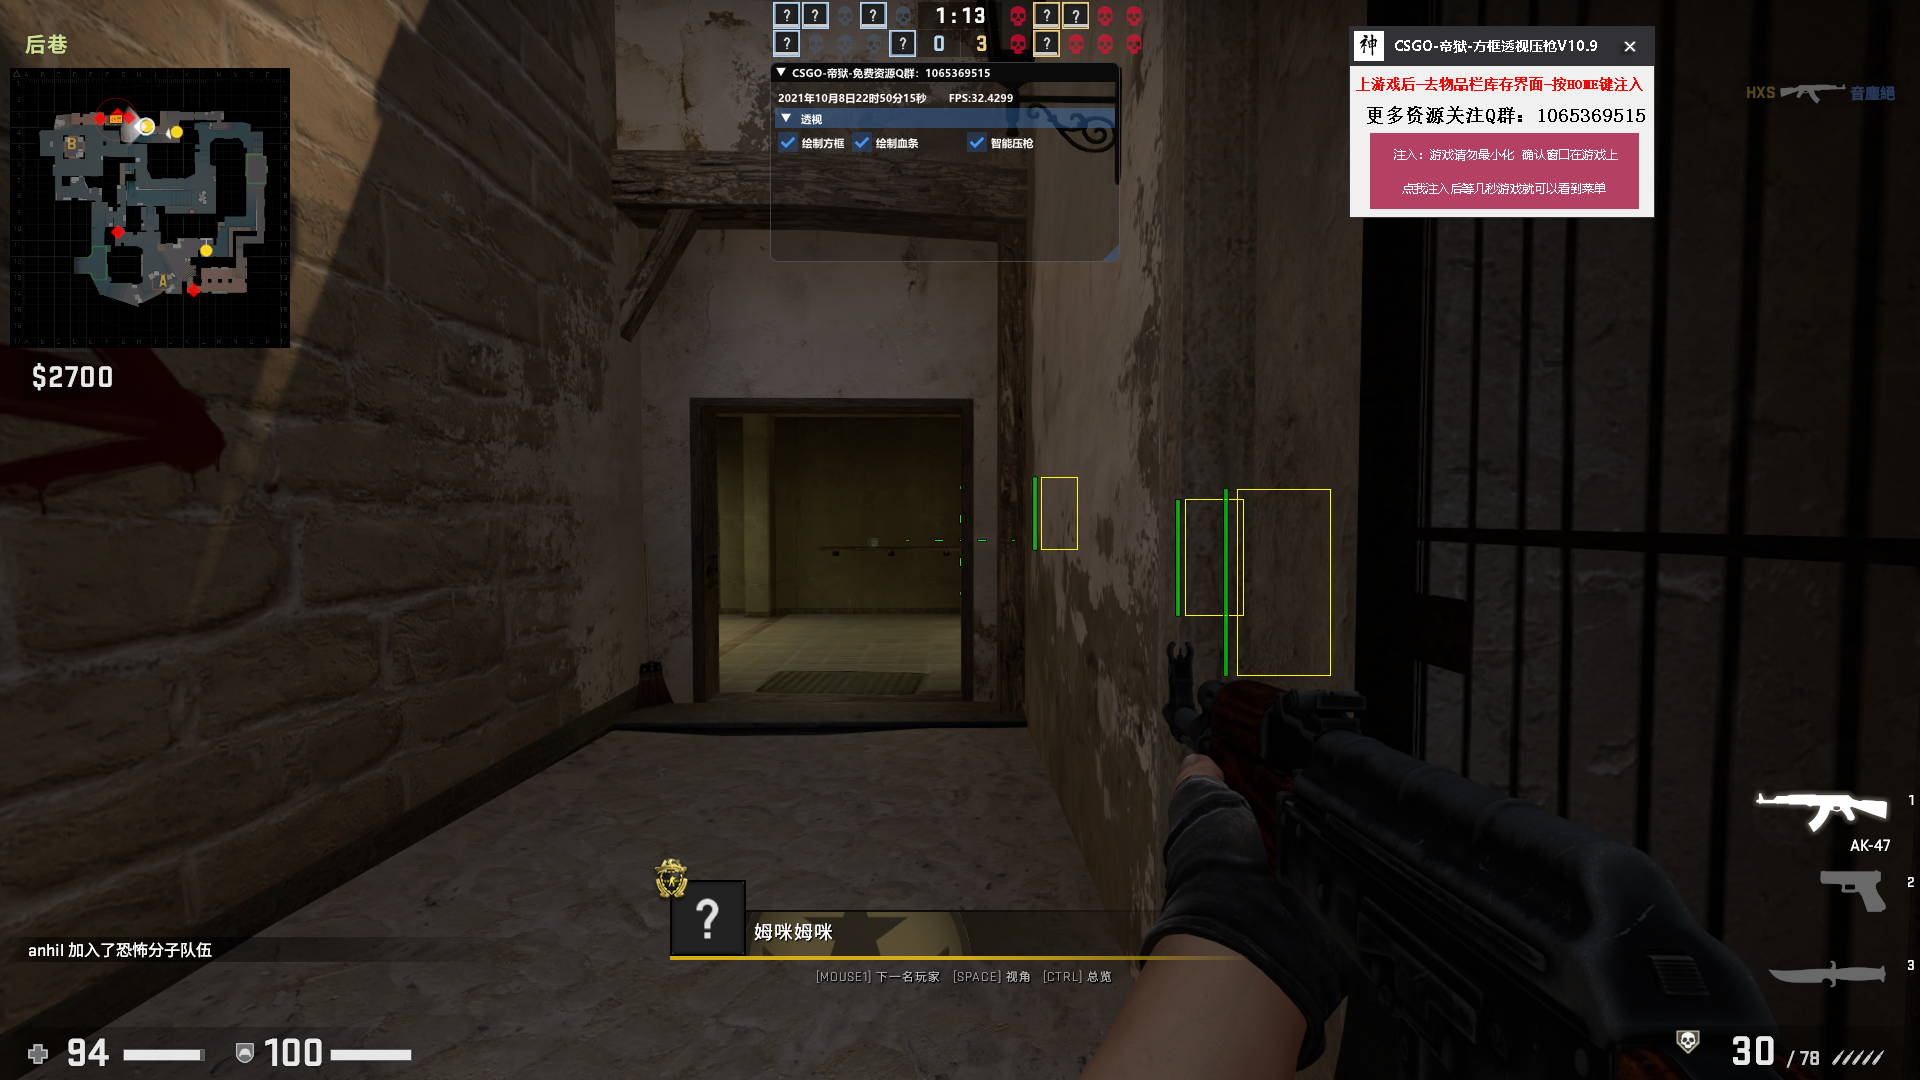 后巷
B
A
$2700
1:13
0 3
? ? ?
? ?
? ?
?
CSGO-帝狱-免费资源Q群：1065369515
2021年10月8日22时50分15秒 FPS:32.4299
透视
绘制方框 绘制血条 智能压枪
神 CSGO-帝狱-方框透视压枪V10.9
上游戏后-去物品栏库存界面-按HOME键注入
更多资源关注Q群：1065369515
注入：游戏请勿最小化 确认窗口在游戏上
点我注入后等几秒游戏就可以看到菜单
HXS 音塵絕
1
AK-47
2
3
?
姆咪姆咪
[MOUSE1] 下一名玩家 [SPACE] 视角 [CTRL] 总览
anhil 加入了恐怖分子队伍
94 100
30 / 78